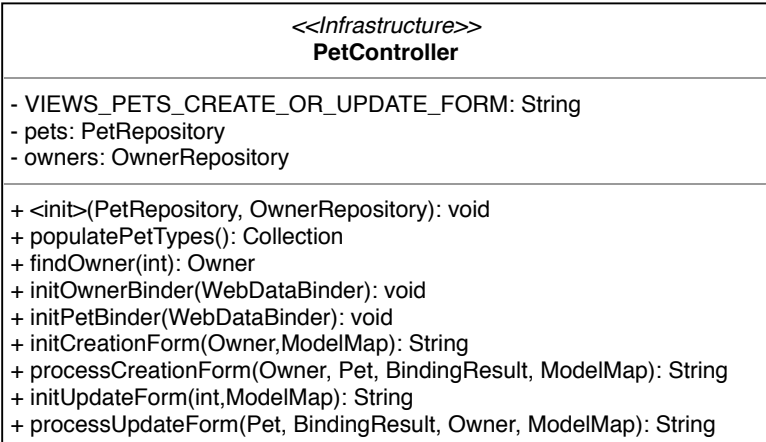 <<Infrastructure>>
PetController
- VIEWS_PETS_CREATE_OR_UPDATE_FORM: String
- pets: PetRepository
- owners: OwnerRepository
+ <init>(PetRepository, OwnerRepository): void
+ populatePetTypes(): Collection
+ findOwner(int): Owner
+ initOwnerBinder(WebDataBinder): void
+ initPetBinder(WebDataBinder): void
+ initCreationForm(Owner,ModelMap): String
+ processCreationForm(Owner, Pet, BindingResult, ModelMap): String
+ initUpdateForm(int,ModelMap): String
+ processUpdateForm(Pet, BindingResult, Owner, ModelMap): String